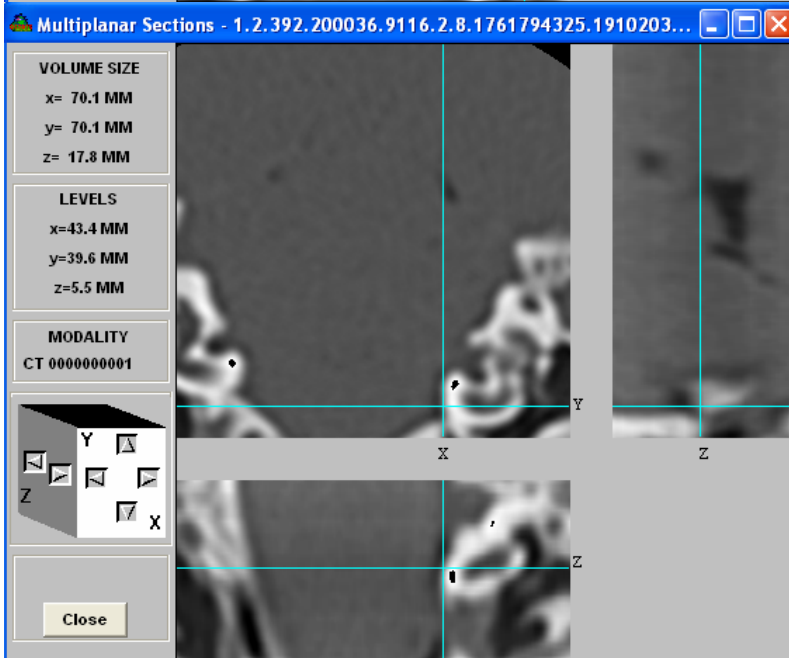 Multiplanar Sections - 1.2.392.200036.9116.2.8.1761794325.1910203...
VOLUME SIZE
x= 70.1 MM
y= 70.1 MM
z= 17.8 MM
LEVELS
x=43.4 MM
y=39.6 MM
z=5.5 MM
MODALITY
CT 0000000001
Y
Z
X
Close
Y
X
Z
Z